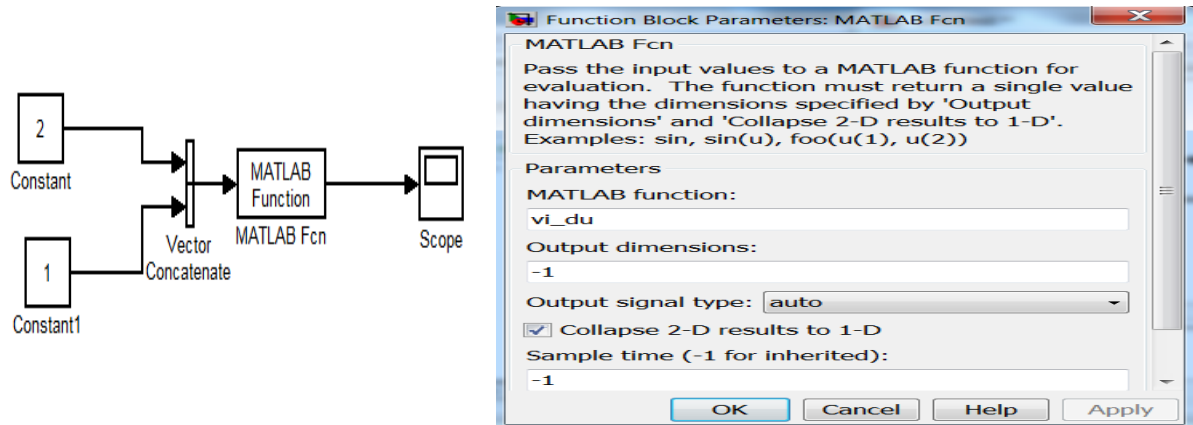 2
Constant
1
Constant1
Vector
Concatenate
MATLAB
Function
MATLAB Fcn
Scope
Function Block Parameters: MATLAB Fcn
MATLAB Fcn
Pass the input values to a MATLAB function for
evaluation. The function must return a single value
having the dimensions specified by 'Output
dimensions' and 'Collapse 2-D results to 1-D'.
Examples: sin, sin(u), foo(u(1), u(2))
Parameters
MATLAB function:
vi_du
Output dimensions:
-1
Output signal type: auto
Collapse 2-D results to 1-D
Sample time (-1 for inherited):
-1
OK Cancel Help Apply